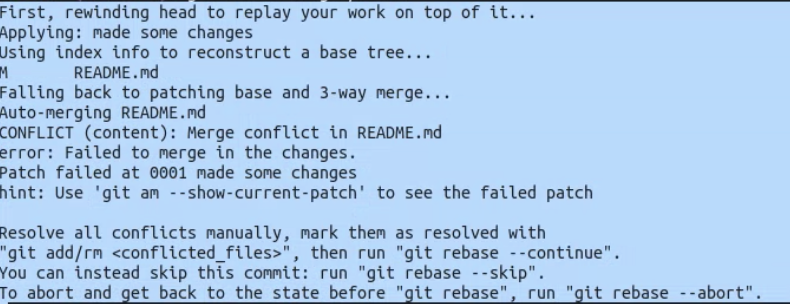 First, rewinding head to replay your work on top of it...
Applying: made some changes
Using index info to reconstruct a base tree...
M       README.md
Falling back to patching base and 3-way merge...
Auto-merging README.md
CONFLICT (content): Merge conflict in README.md
error: Failed to merge in the changes.
Patch failed at 0001 made some changes
hint: Use 'git am --show-current-patch' to see the failed patch

Resolve all conflicts manually, mark them as resolved with
"git add/rm <conflicted_files>", then run "git rebase --continue".
You can instead skip this commit: run "git rebase --skip".
To abort and get back to the state before "git rebase", run "git rebase --abort".